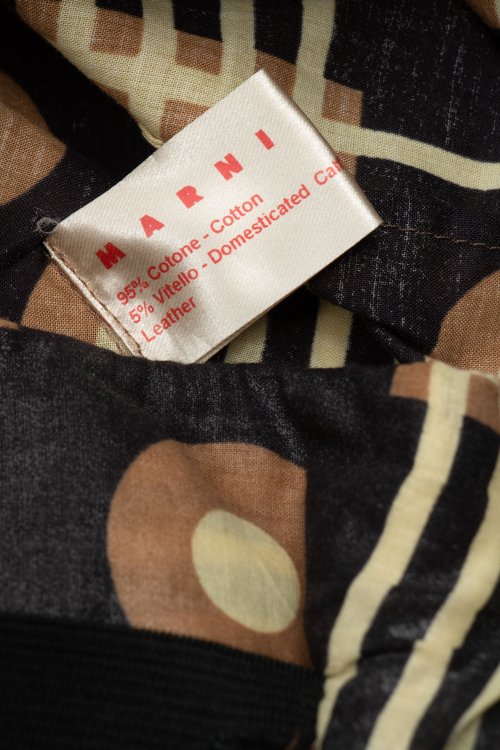 MARNI
95% Cotone - Cotton
5% Vitello - Domesticated
Leather